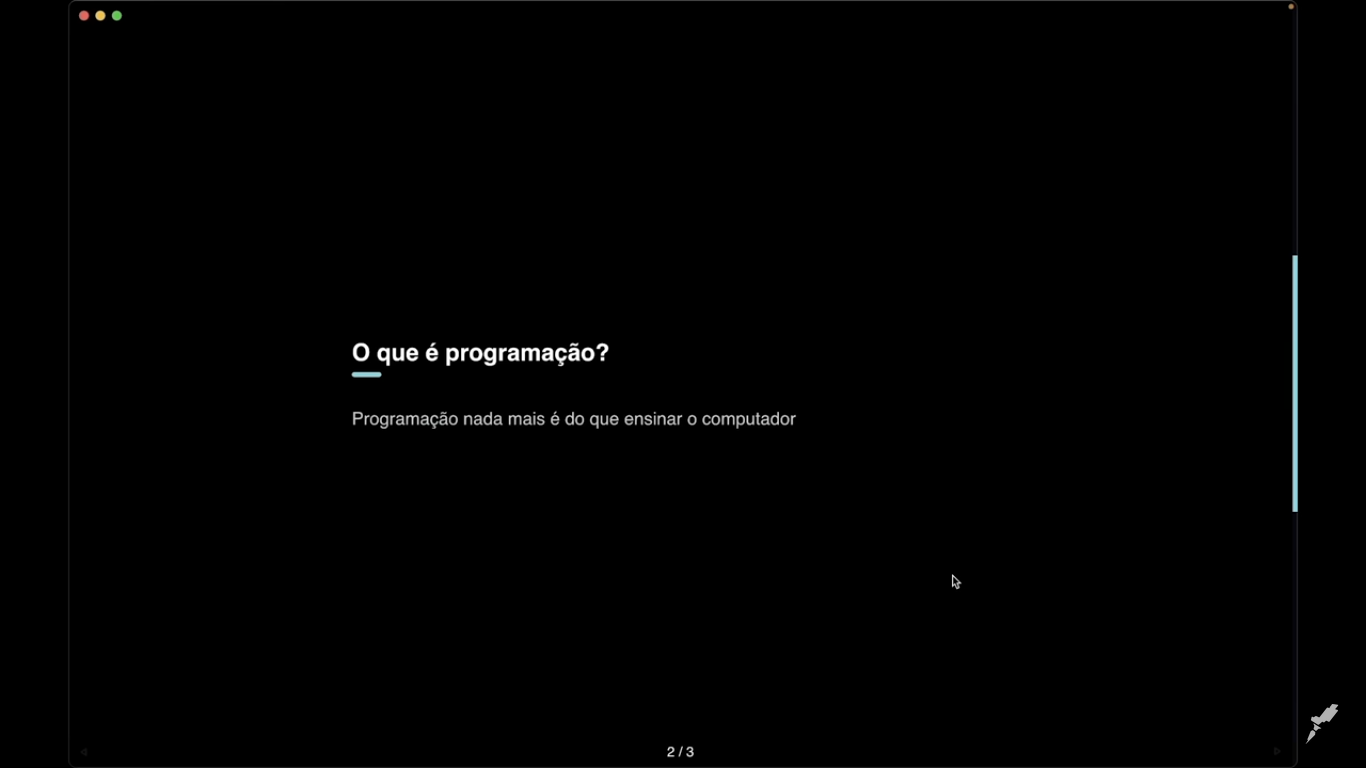 O que é programação?
Programação nada mais é do que ensinar o computador
2 / 3